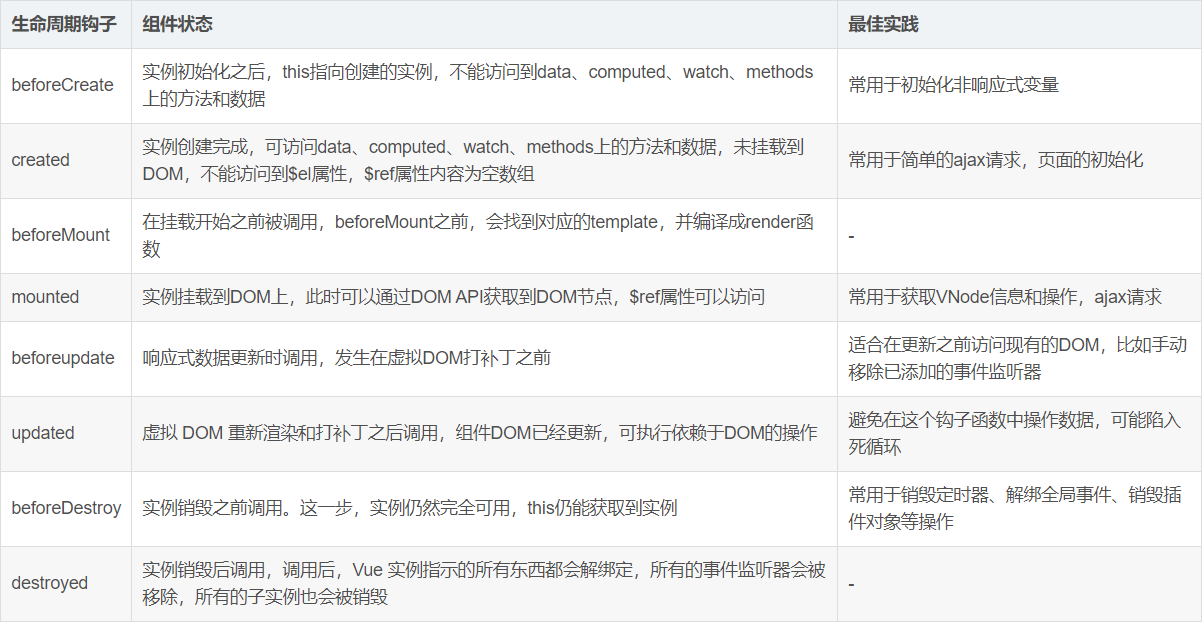 生命周期钩子 组件状态 最佳实践
beforeCreate 实例初始化之后，this指向创建的实例，不能访问到data、computed、watch、methods
上的方法和数据
常用于初始化非响应式变量
created 实例创建完成，可访问data、computed、watch、methods上的方法和数据，未挂载到
DOM，不能访问到$el属性，$ref属性内容为空数组
常用于简单的ajax请求，页面的初始化
beforeMount 在挂载开始之前被调用，beforeMount之前，会找到对应的template，并编译成render函
数
-
mounted 实例挂载到DOM上，此时可以通过DOM API获取到DOM节点，$ref属性可以访问 常用于获取VNode信息和操作，ajax请求
beforeupdate 响应式数据更新时调用，发生在虚拟DOM打补丁之前
适合在更新之前访问现有的DOM，比如手动
移除已添加的事件监听器
updated 虚拟 DOM 重新渲染和打补丁之后调用，组件DOM已经更新，可执行依赖于DOM的操作
避免在这个钩子函数中操作数据，可能陷入
死循环
beforeDestroy 实例销毁之前调用。这一步，实例仍然完全可用，this仍能获取到实例
常用于销毁定时器、解绑全局事件、销毁插
件对象等操作
destroyed 实例销毁后调用，调用后，Vue 实例指示的所有东西都会解绑定，所有的事件监听器会被
移除，所有的子实例也会被销毁
-